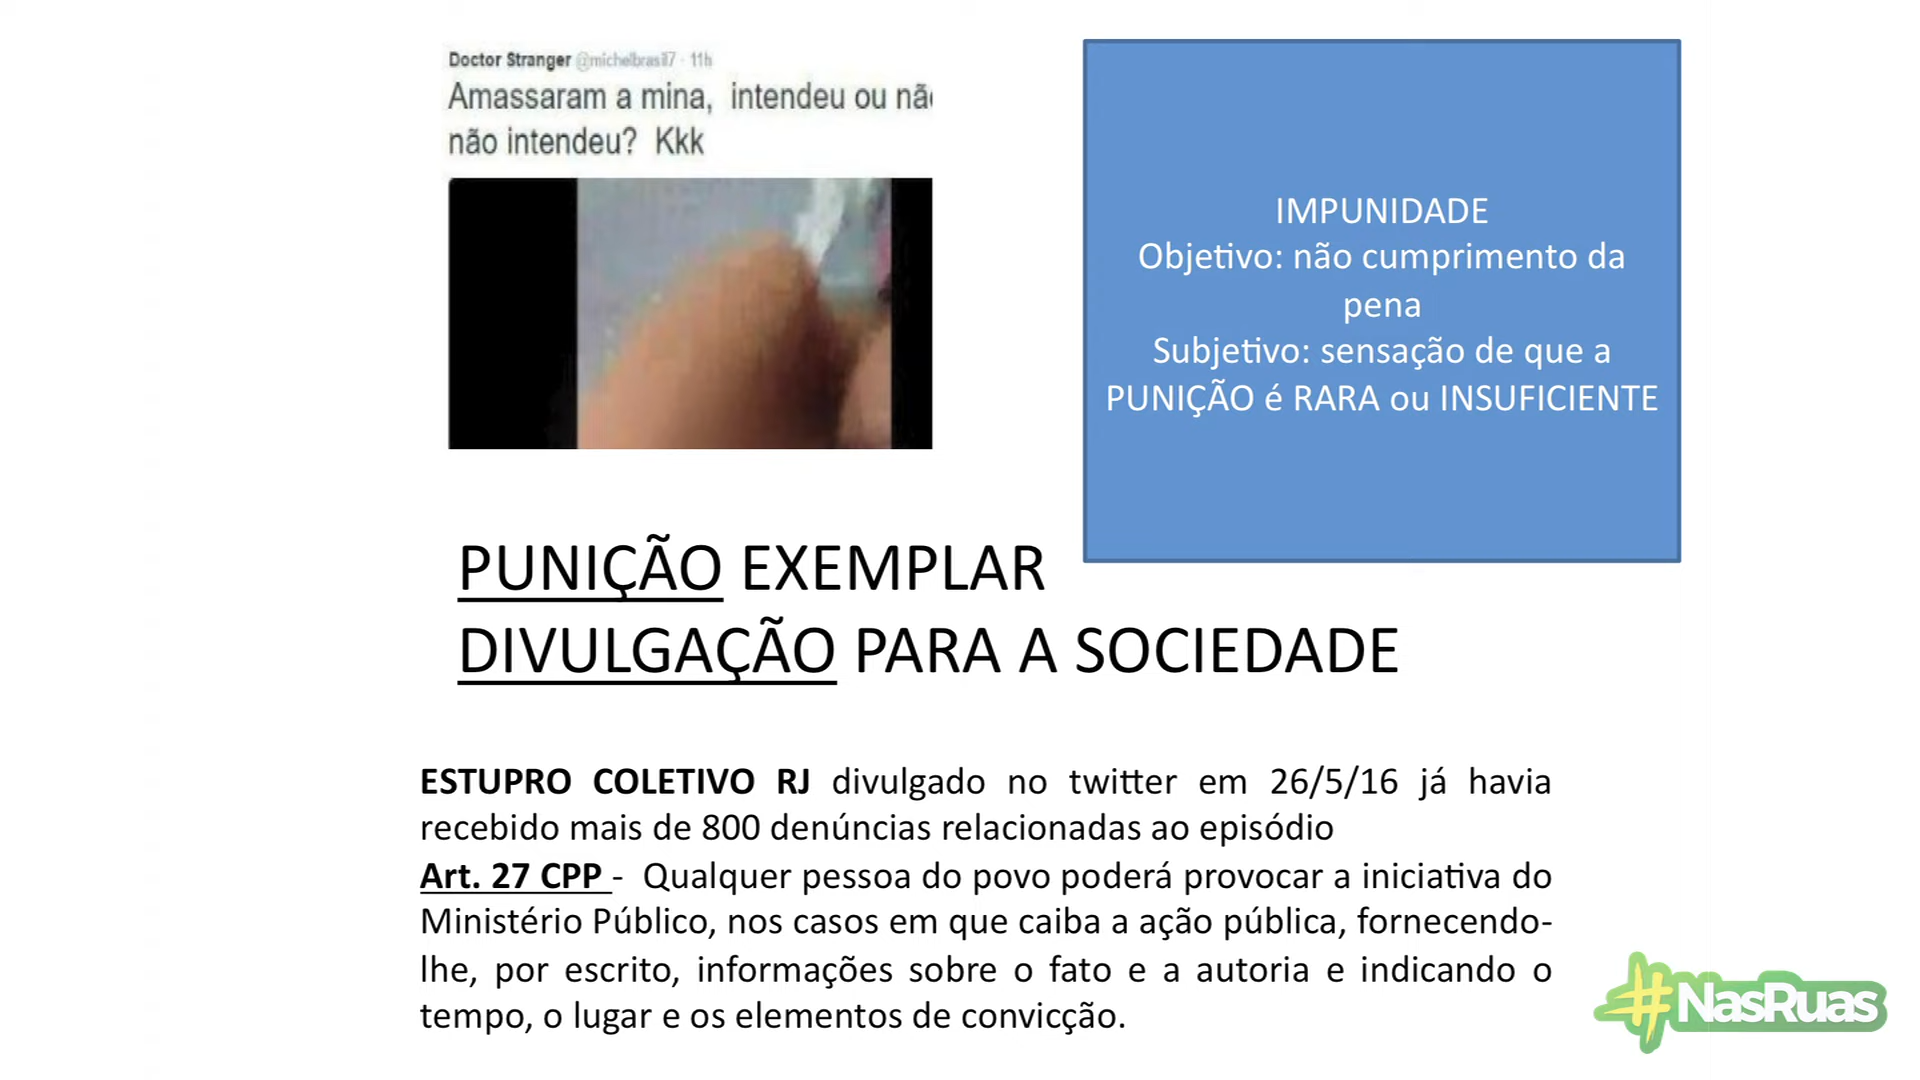 Doctor Stranger @michelbrasil7 · 11h
Amassaram a mina, intendeu ou
não intendeu? Kkk
IMPUNIDADE
Objetivo: não cumprimento da
pena
Subjetivo: sensação de que a
PUNIÇÃO é RARA ou INSUFICIENTE
PUNIÇÃO EXEMPLAR
DIVULGAÇÃO PARA A SOCIEDADE
ESTUPRO COLETIVO RJ divulgado no twitter em 26/5/16 já havia
recebido mais de 800 denúncias relacionadas ao episódio
Art. 27 CPP - Qualquer pessoa do povo poderá provocar a iniciativa do
Ministério Público, nos casos em que caiba a ação pública, fornecendo-
lhe, por escrito, informações sobre o fato e a autoria e indicando o
tempo, o lugar e os elementos de convicção.
#NasRuas